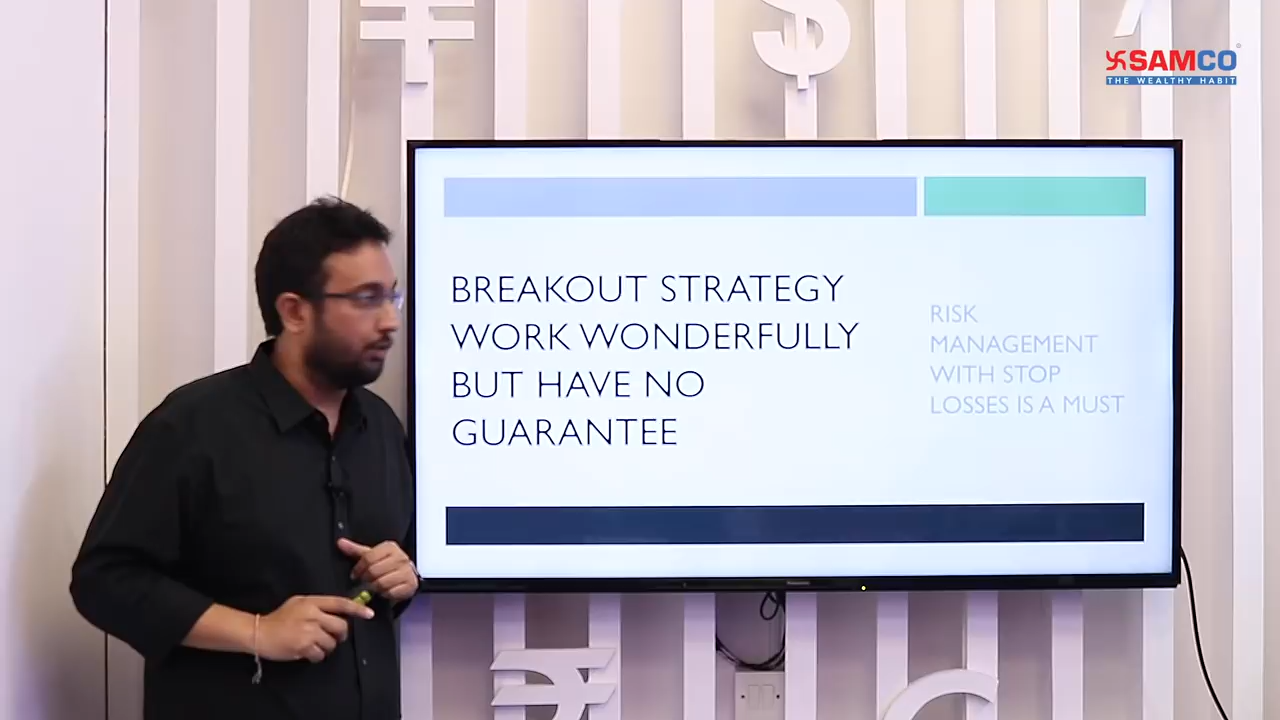 SAMCO
THE WEALTHY HABIT
BREAKOUT STRATEGY
WORK WONDERFULLY
BUT HAVE NO
GUARANTEE
RISK
MANAGEMENT
WITH STOP
LOSSES IS A MUST
Panasonic